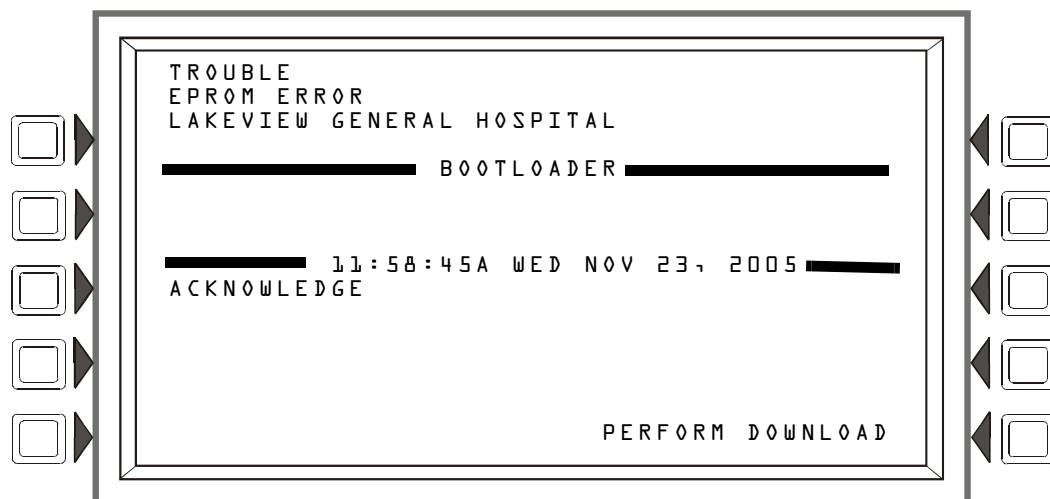 TROUBLE
EPROM ERROR
LAKEVIEW GENERAL HOSPITAL
BOOTLOADER
11:58:45A WED NOV 23, 2005
ACKNOWLEDGE
PERFORM DOWNLOAD